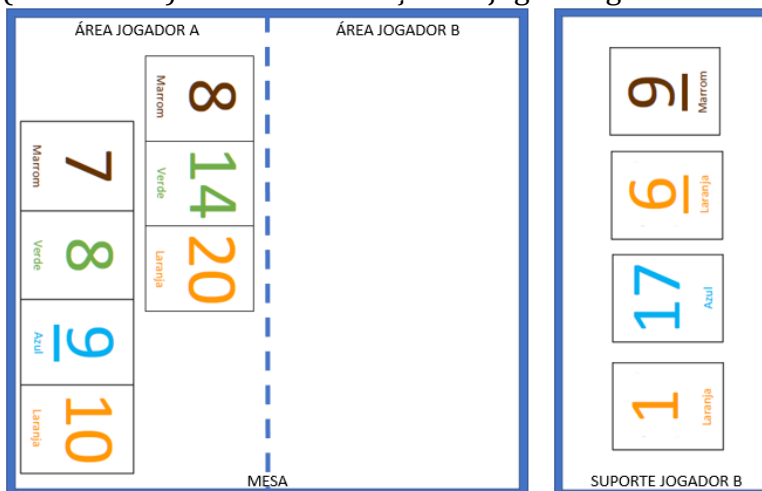 ÁREA JOGADOR A
ÁREA JOGADOR B
8
Marrom
14
Verde
20
Laranja
7
Marrom
8
Verde
9
Azul
10
Laranja
MESA
9
Marrom
6
Laranja
17
Azul
1
Laranja
SUPORTE JOGADOR B